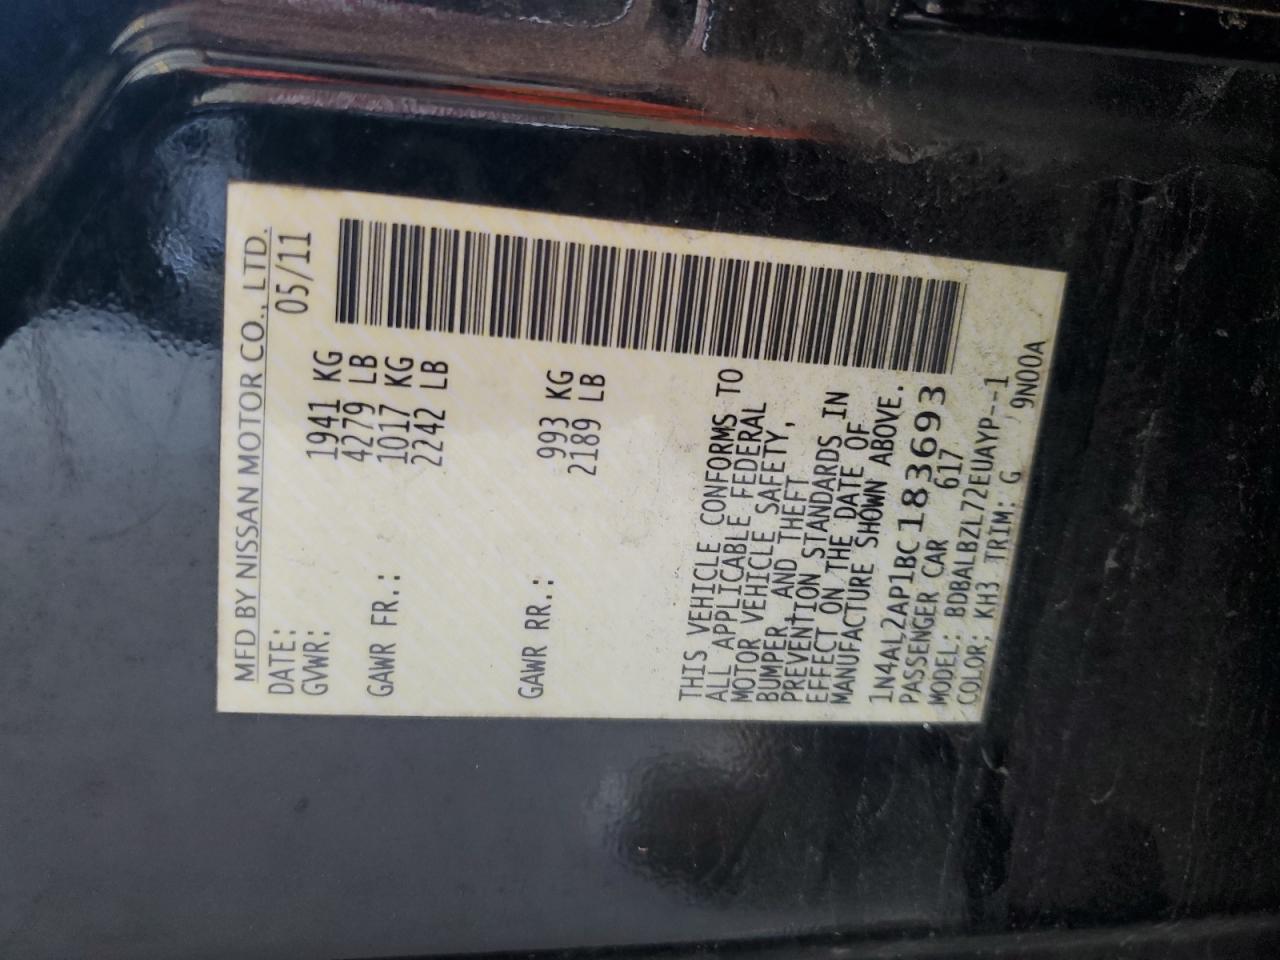 MFD BY NISSAN MOTOR CO., LTD.
DATE: 05/11
GVWR: 1941 KG
4279 LB
GAWR FR.: 1017 KG
2242 LB
GAWR RR.: 993 KG
2189 LB
THIS VEHICLE CONFORMS TO
ALL APPLICABLE FEDERAL
MOTOR VEHICLE SAFETY,
BUMPER, AND THEFT
PREVENTION STANDARDS IN
EFFECT ON THE DATE OF
MANUFACTURE SHOWN ABOVE.
1N4AL2AP1BC183693
PASSENGER CAR 617
MODEL: BDBALBZL72EUAYP--1
COLOR: KH3 TRIM: G 9N00A